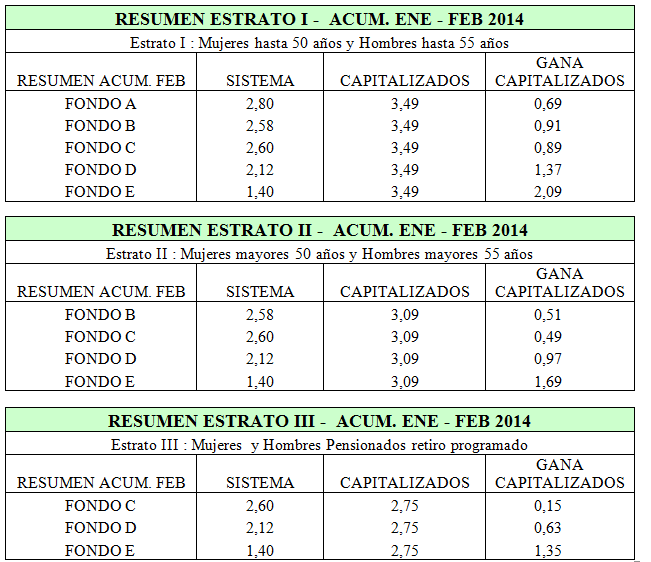 RESUMEN ESTRATO I - ACUM. ENE - FEB 2014
Estrato I : Mujeres hasta 50 años y Hombres hasta 55 años
RESUMEN ACUM. FEB SISTEMA CAPITALIZADOS GANA CAPITALIZADOS
FONDO A 2,80 3,49 0,69
FONDO B 2,58 3,49 0,91
FONDO C 2,60 3,49 0,89
FONDO D 2,12 3,49 1,37
FONDO E 1,40 3,49 2,09
RESUMEN ESTRATO II - ACUM. ENE - FEB 2014
Estrato II : Mujeres mayores 50 años y Hombres mayores 55 años
RESUMEN ACUM. FEB SISTEMA CAPITALIZADOS GANA CAPITALIZADOS
FONDO B 2,58 3,09 0,51
FONDO C 2,60 3,09 0,49
FONDO D 2,12 3,09 0,97
FONDO E 1,40 3,09 1,69
RESUMEN ESTRATO III - ACUM. ENE - FEB 2014
Estrato III : Mujeres y Hombres Pensionados retiro programado
RESUMEN ACUM. FEB SISTEMA CAPITALIZADOS GANA CAPITALIZADOS
FONDO C 2,60 2,75 0,15
FONDO D 2,12 2,75 0,63
FONDO E 1,40 2,75 1,35